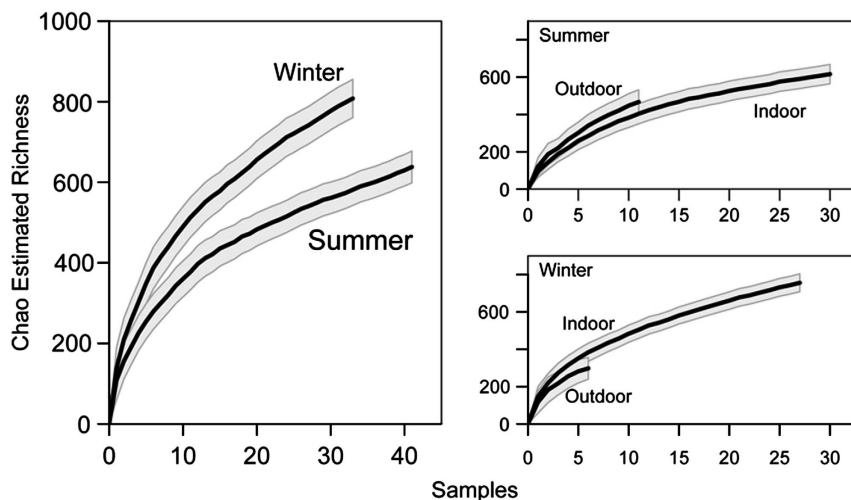 1000
800
600
400
200
0
Chao Estimated Richness
Winter
Summer
0 10 20 30 40
Summer
600
200
0
Outdoor
Indoor
0 5 10 15 20 25 30
Winter
600
200
0
Indoor
Outdoor
0 5 10 15 20 25 30
Samples